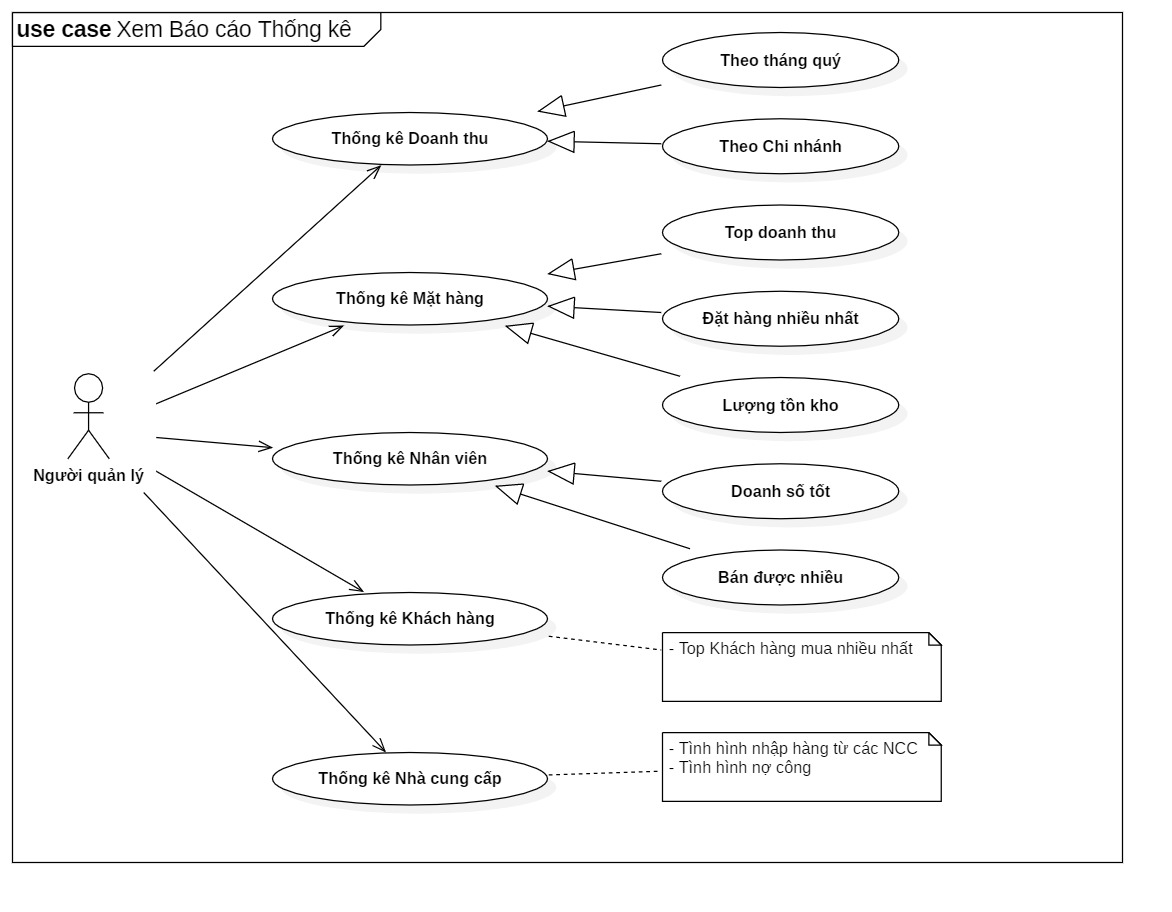 use case Xem Báo cáo Thống kê
Theo tháng quý
Thống kê Doanh thu
Theo Chi nhánh
Top doanh thu
Thống kê Mặt hàng
Đặt hàng nhiều nhất
Lượng tồn kho
Người quản lý
Thống kê Nhân viên
Doanh số tốt
Bán được nhiều
Thống kê Khách hàng
- Top Khách hàng mua nhiều nhất
Thống kê Nhà cung cấp
- Tình hình nhập hàng từ các NCC
- Tình hình nợ công